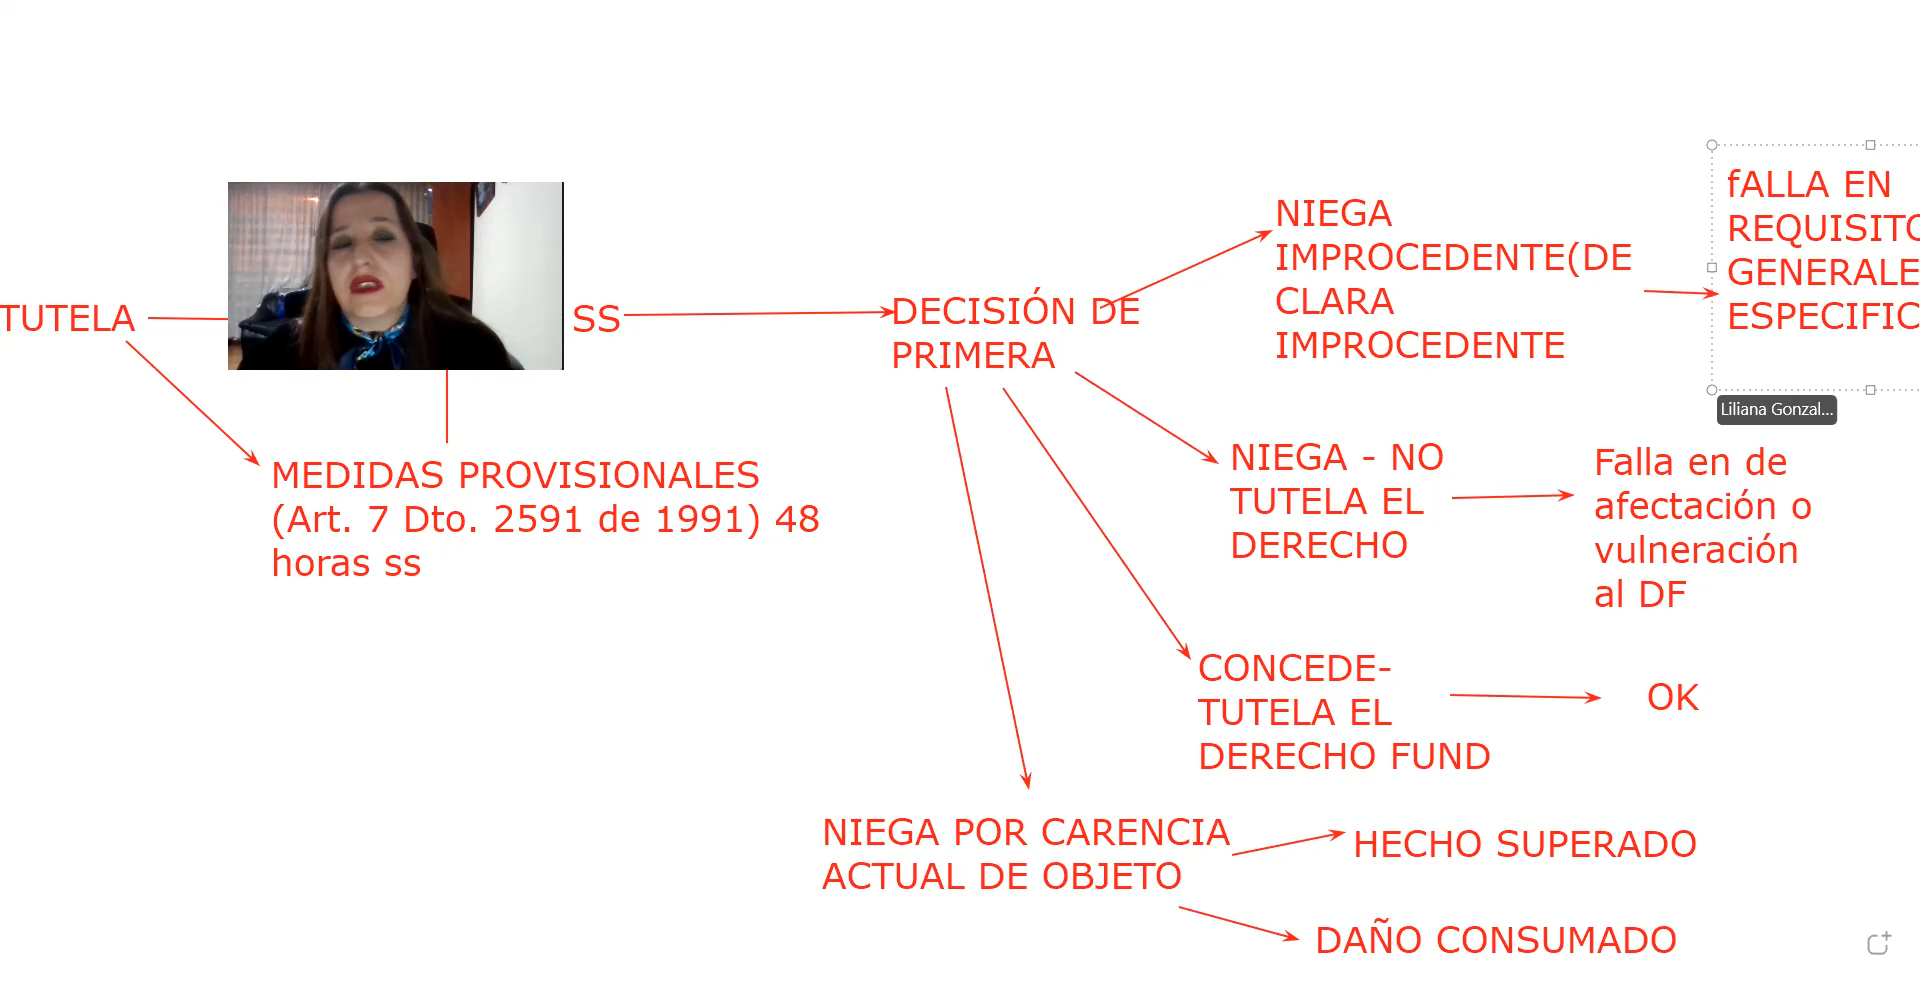 TUTELA
SS
MEDIDAS PROVISIONALES
(Art. 7 Dto. 2591 de 1991) 48
horas ss
DECISIÓN DE
PRIMERA
NIEGA
IMPROCEDENTE(DE
CLARA
IMPROCEDENTE
fALLA EN
REQUISITO
GENERALE
ESPECIFIC
Liliana Gonzal...
NIEGA - NO
TUTELA EL
DERECHO
Falla en de
afectación o
vulneración
al DF
CONCEDE-
TUTELA EL
DERECHO FUND
OK
NIEGA POR CARENCIA
ACTUAL DE OBJETO
HECHO SUPERADO
DAÑO CONSUMADO